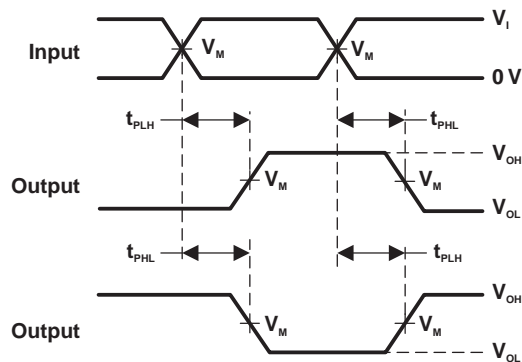 V_I
Input V_M V_M
0 V
t_PLH t_PHL
V_OH
Output V_M V_M
V_OL
t_PHL t_PLH
V_OH
Output V_M V_M
V_OL